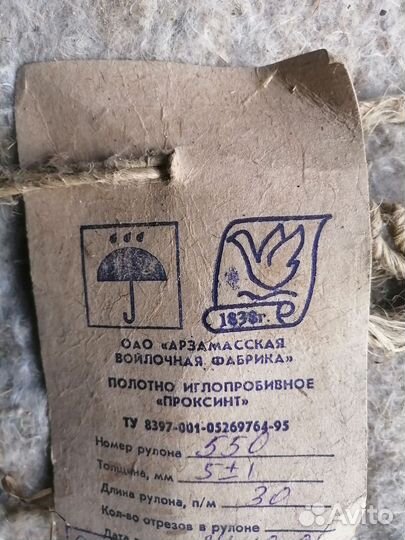 1838г.
ОАО «АРЗАМАССКАЯ
ВОЙЛОЧНАЯ ФАБРИКА»
ПОЛОТНО ИГЛОПРОБИВНОЕ
«ПРОКСИНТ»
ТУ 8397-001-05269764-95
Номер рулона 550
Толщина, мм 5±1
Длина рулона, п/м 30
Кол-во отрезов в рулоне
Дата
Avito